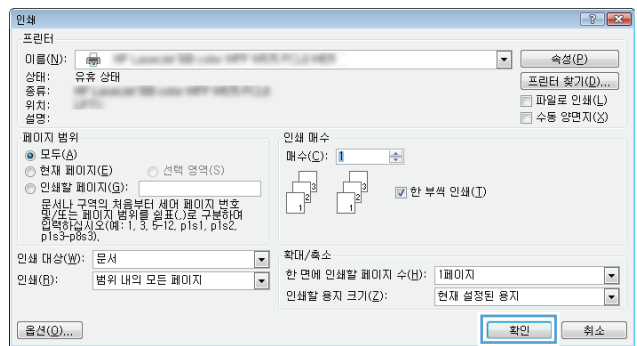 인쇄
프린터
이름(N):
속성(P)
상태: 유휴 상태
프린터 찾기(D)...
종류:
위치:
파일로 인쇄(L)
설명:
수동 양면지(X)
페이지 범위
모두(A)
현재 페이지(E) 선택 영역(S)
인쇄할 페이지(G):
문서나 구역의 처음부터 세어 페이지 번호
및/또는 페이지 범위를 쉼표(,)로 구분하여
입력하십시오(예: 1, 3, 5-12, p1s1, p1s2,
p1s3-p8s3).
인쇄 매수
매수(C): 1
3 3
2 2
1 1
한 부씩 인쇄(T)
인쇄 대상(W): 문서
인쇄(R): 범위 내의 모든 페이지
확대/축소
한 면에 인쇄할 페이지 수(H): 1페이지
인쇄할 용지 크기(Z): 현재 설정된 용지
옵션(O)...
확인 취소